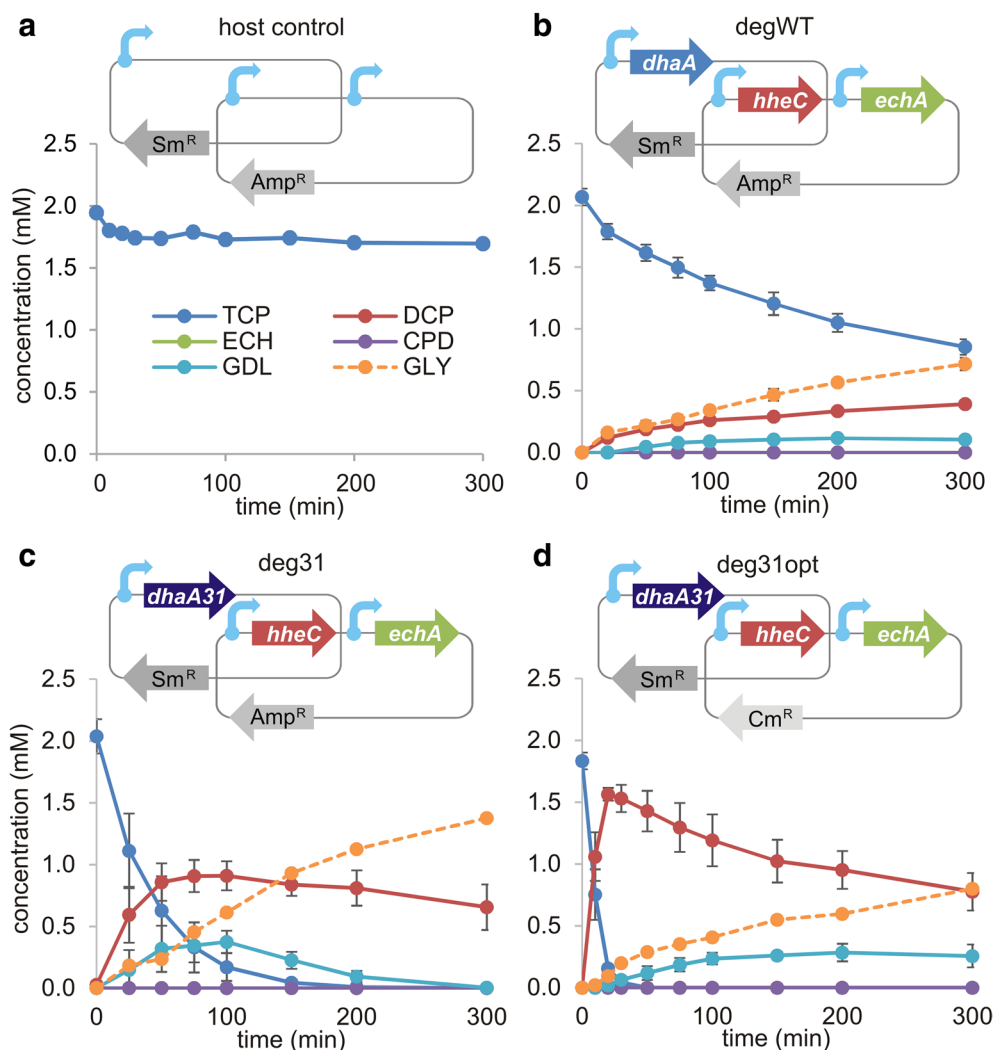 a
host control
Sm^R
Amp^R
2.5
2.0
1.5
1.0
0.5
0.0
concentration (mM)
TCP DCP
ECH CPD
GDL GLY
0 100 200 300
time (min)
b
degWT
dhaA
hheC echA
Sm^R
Amp^R
2.5
2.0
1.5
1.0
0.5
0.0
0 100 200 300
time (min)
c
deg31
dhaA31
hheC echA
Sm^R
Amp^R
2.5
2.0
1.5
1.0
0.5
0.0
concentration (mM)
0 100 200 300
time (min)
d
deg31opt
dhaA31
hheC echA
Sm^R
Cm^R
2.5
2.0
1.5
1.0
0.5
0.0
0 100 200 300
time (min)